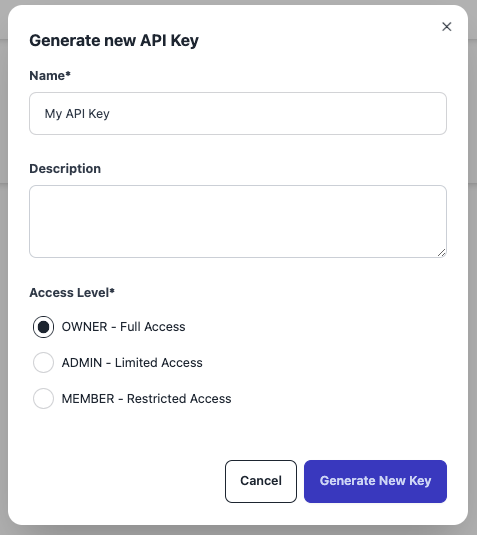 Generate new API Key
Name*
My API Key
Description
Access Level*
OWNER - Full Access
ADMIN - Limited Access
MEMBER - Restricted Access
Cancel
Generate New Key